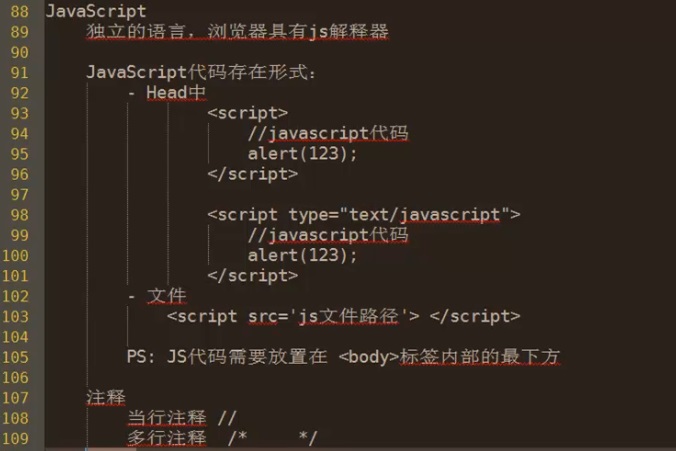 88 JavaScript
89 独立的语言，浏览器具有js解释器
90
91 JavaScript代码存在形式：
92 - Head中
93 <script>
94 //javascript代码
95 alert(123);
96 </script>
97
98 <script type="text/javascript">
99 //javascript代码
100 alert(123);
101 </script>
102 - 文件
103 <script src='js文件路径'> </script>
104
105 PS: JS代码需要放置在 <body>标签内部的最下方
106
107 注释
108 当行注释 //
109 多行注释 /* */